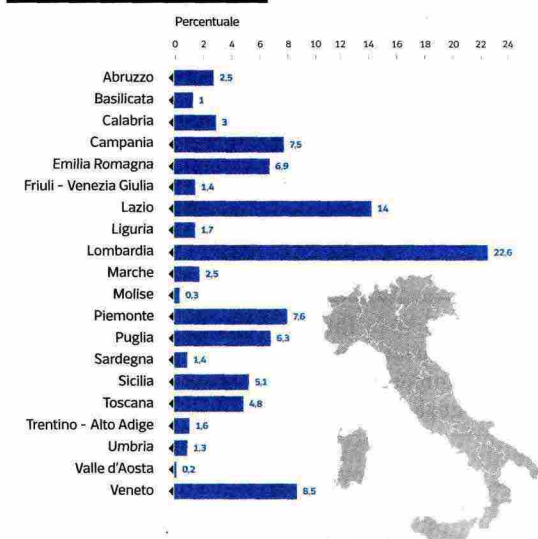 Percentuale
0 2 4 6 8 10 12 14 16 18 20 22 24
Abruzzo 2,5
Basilicata 1
Calabria 3
Campania 7,5
Emilia Romagna 6,9
Friuli - Venezia Giulia 1,4
Lazio 14
Liguria 1,7
Lombardia 22,6
Marche 2,5
Molise 0,3
Piemonte 7,6
Puglia 6,3
Sardegna 1,4
Sicilia 5,1
Toscana 4,8
Trentino - Alto Adige 1,6
Umbria 1,3
Valle d'Aosta 0,2
Veneto 8,5